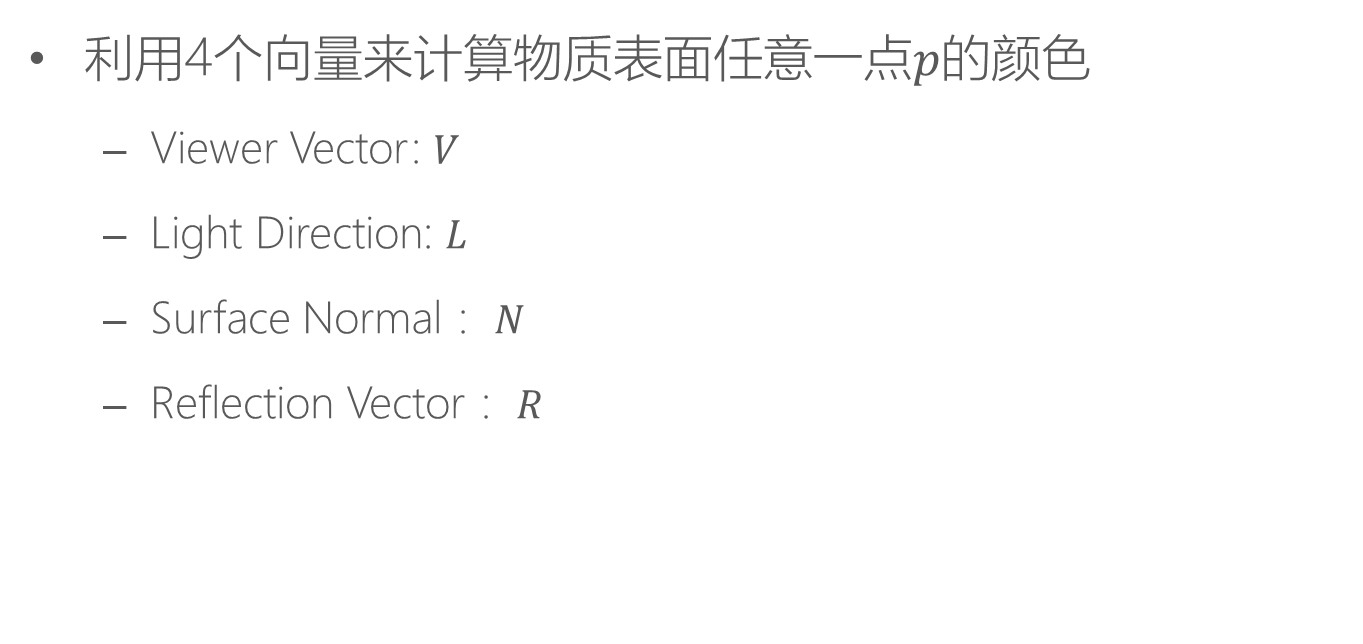 • 利用4个向量来计算物质表面任意一点p的颜色
– Viewer Vector: V
– Light Direction: L
– Surface Normal： N
– Reflection Vector： R